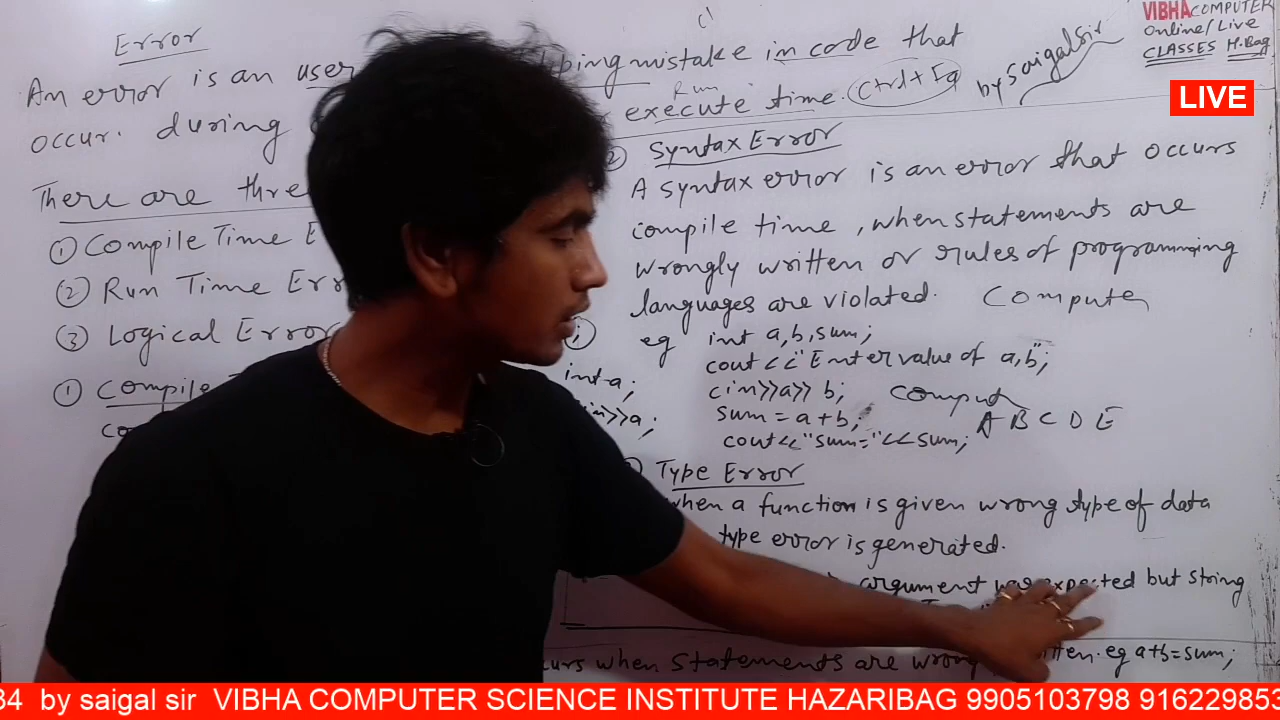 Error
An error is an user
typing mistake in code that
occur. during
Run
execute time. Ctrl+F9
by Saigal Sir
VIBHA COMPUTER
Online/Live
CLASSES H.Bag
LIVE
There are thre
① Compile Time E
② Run Time Err
③ Logical Error
① Compile
Syntax Error
A syntax error is an error that occurs
compile time, when statements are
wrongly written or rules of programming
languages are violated. Compute
eg int a,b,sum;
cout<<"Enter value of a,b";
cin>>a>>b;
sum=a+b;
cout<<"sum="<<sum;
Comput
A B C D E
int a;
>>a;
Type Error
when a function is given wrong type of data
type error is generated.
argument was expected but string
urs when statements are wrong
tten. eg a+b=sum;
34 by saigal sir VIBHA COMPUTER SCIENCE INSTITUTE HAZARIBAG 9905103798 916229853